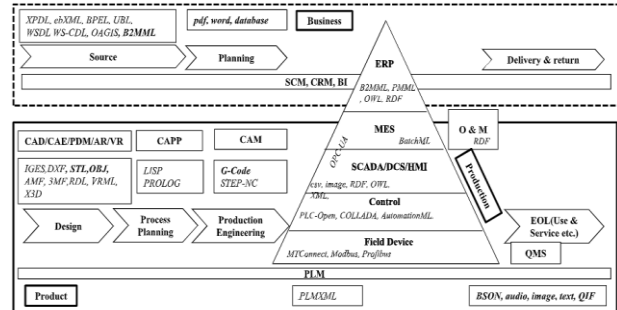 XPDL, ebXML, BPEL, UBL,
WSDL WS-CDL, OAGIS, B2MML
pdf, word, database
Business
Source
Planning
Delivery & return
SCM, CRM, BI
ERP
B2MML, PMML
, OWL, RDF
MES
BatchML
OPC-UA
O & M
RDF
SCADA/DCS/HMI
csv, image, RDF, OWL,
XML,
Control
PLC-Open, COLLADA, AutomationML.
Field Device
MTConnect, Modbus, Profibus
Production
CAD/CAE/PDM/AR/VR
CAPP
CAM
IGES,DXF, STL,OBJ,
AMF, 3MF,RDL, VRML,
X3D
LISP
PROLOG
G-Code
STEP-NC
Design
Process
Planning
Production
Engineering
EOL(Use &
Service etc.)
QMS
PLM
Product
PLMXML
BSON, audio, image, text, QIF